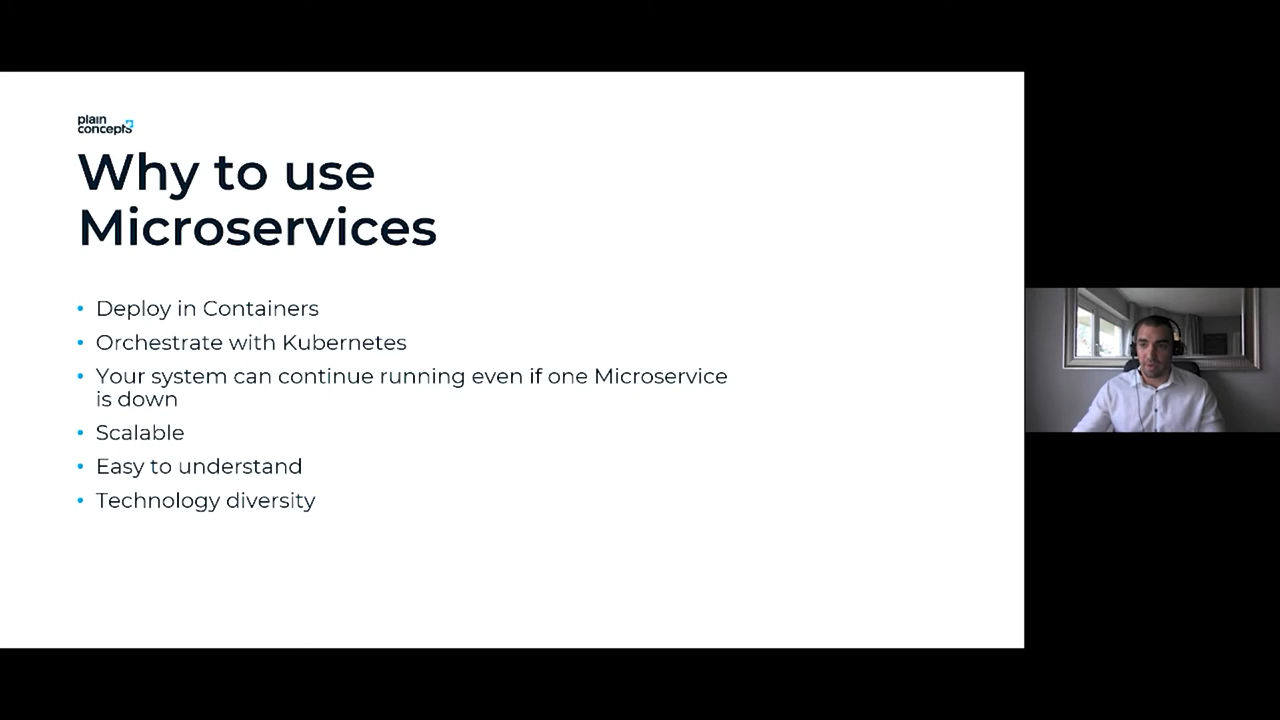 plain
concepts
Why to use
Microservices
• Deploy in Containers
• Orchestrate with Kubernetes
• Your system can continue running even if one Microservice
is down
• Scalable
• Easy to understand
• Technology diversity